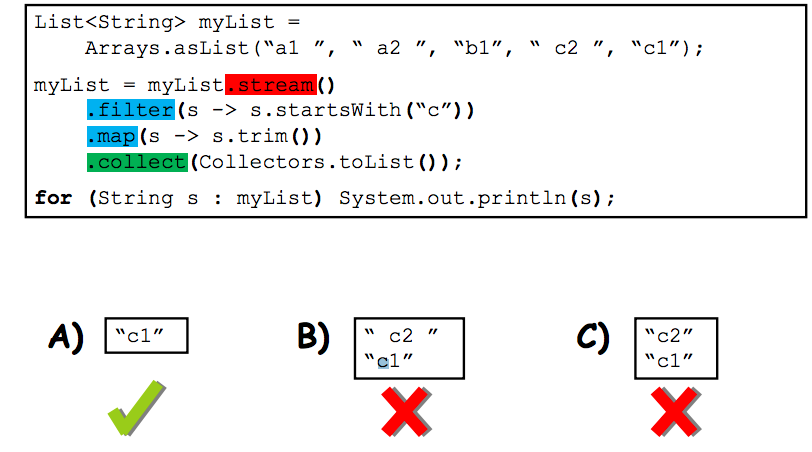 List<String> myList =
Arrays.asList(“a1 ”, “ a2 ”, “b1”, “ c2 ”, “c1”);
myList = myList.stream()
.filter(s -> s.startsWith(“c”))
.map(s -> s.trim())
.collect(Collectors.toList());
for (String s : myList) System.out.println(s);
A) “c1”
B) “ c2 ”
“c1”
C) “c2”
“c1”